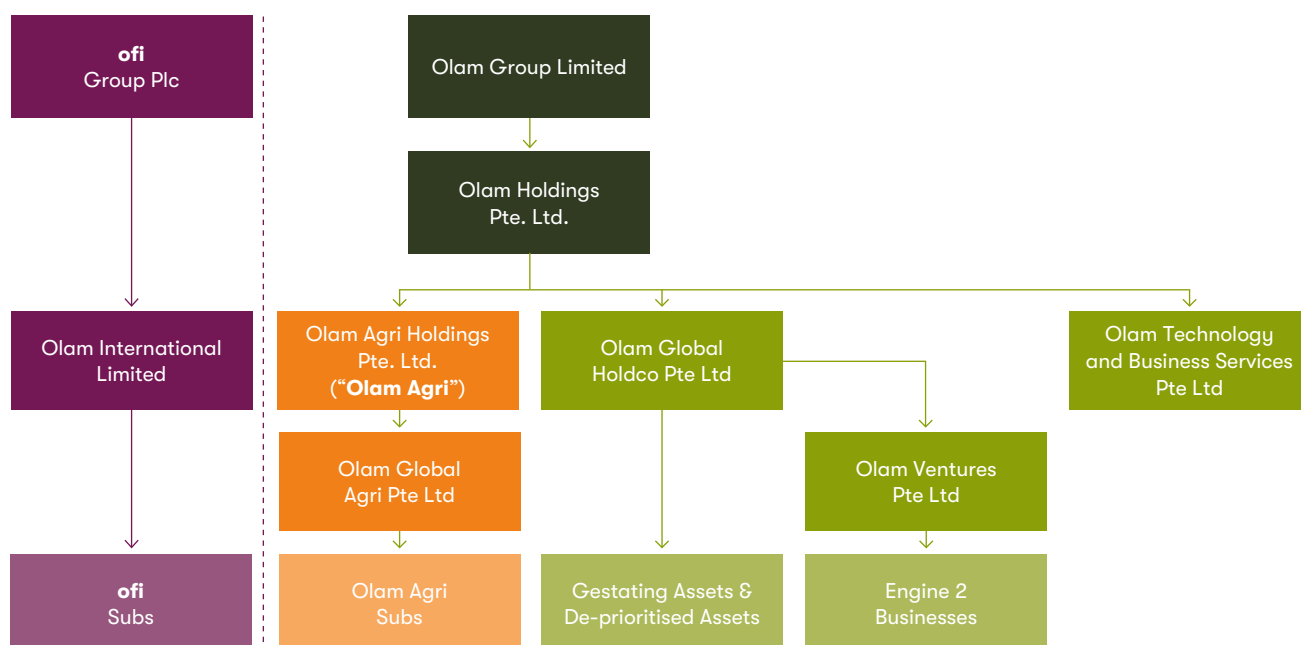 ofi
Group Plc
Olam Group Limited
Olam Holdings
Pte. Ltd.
Olam International
Limited
Olam Agri Holdings
Pte. Ltd.
(“Olam Agri”)
Olam Global
Holdco Pte Ltd
Olam Technology
and Business Services
Pte Ltd
Olam Global
Agri Pte Ltd
Olam Ventures
Pte Ltd
ofi
Subs
Olam Agri
Subs
Gestating Assets &
De-prioritised Assets
Engine 2
Businesses